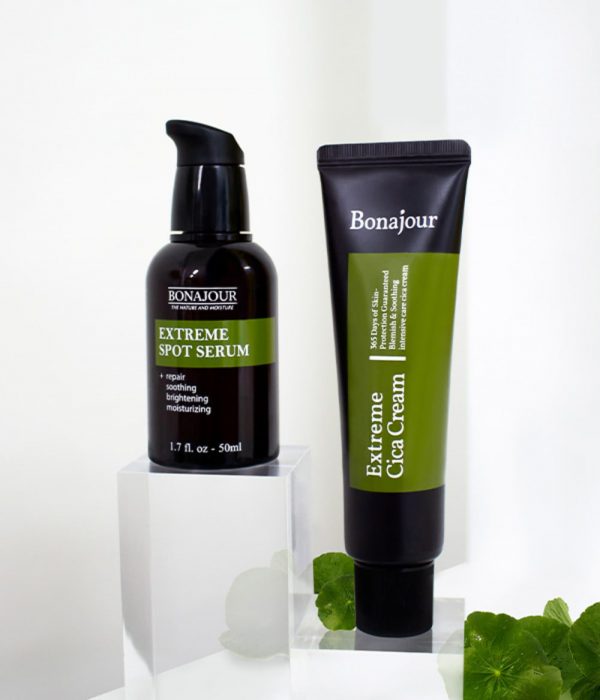 BONAJOUR
THE NATURE AND MOISTURE
EXTREME
SPOT SERUM
+ repair
soothing
brightening
moisturizing
1.7 fl. oz - 50ml
Bonajour
Extreme
Cica Cream
365 Days of Skin-
Protection Guaranteed
Blemish & Soothing
intensive care cica cream